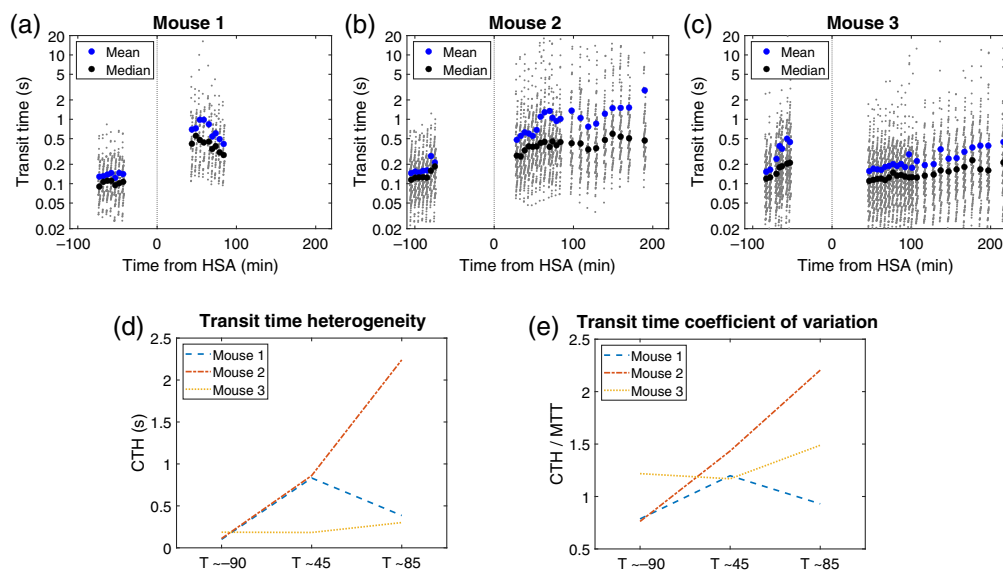 (a)
Mouse 1
Transit time (s)
20
10
5
2
1
0.5
0.2
0.1
0.05
0.02
Mean
Median
−100
0
100
200
Time from HSA (min)
(b)
Mouse 2
Transit time (s)
20
10
5
2
1
0.5
0.2
0.1
0.05
0.02
Mean
Median
−100
0
100
200
Time from HSA (min)
(c)
Mouse 3
Transit time (s)
20
10
5
2
1
0.5
0.2
0.1
0.05
0.02
Mean
Median
−100
0
100
200
Time from HSA (min)
(d)
Transit time heterogeneity
CTH (s)
2.5
2
1.5
1
0.5
0
Mouse 1
Mouse 2
Mouse 3
T ~−90
T ~45
T ~85
(e)
Transit time coefficient of variation
CTH / MTT
2.5
2
1.5
1
0.5
Mouse 1
Mouse 2
Mouse 3
T ~−90
T ~45
T ~85